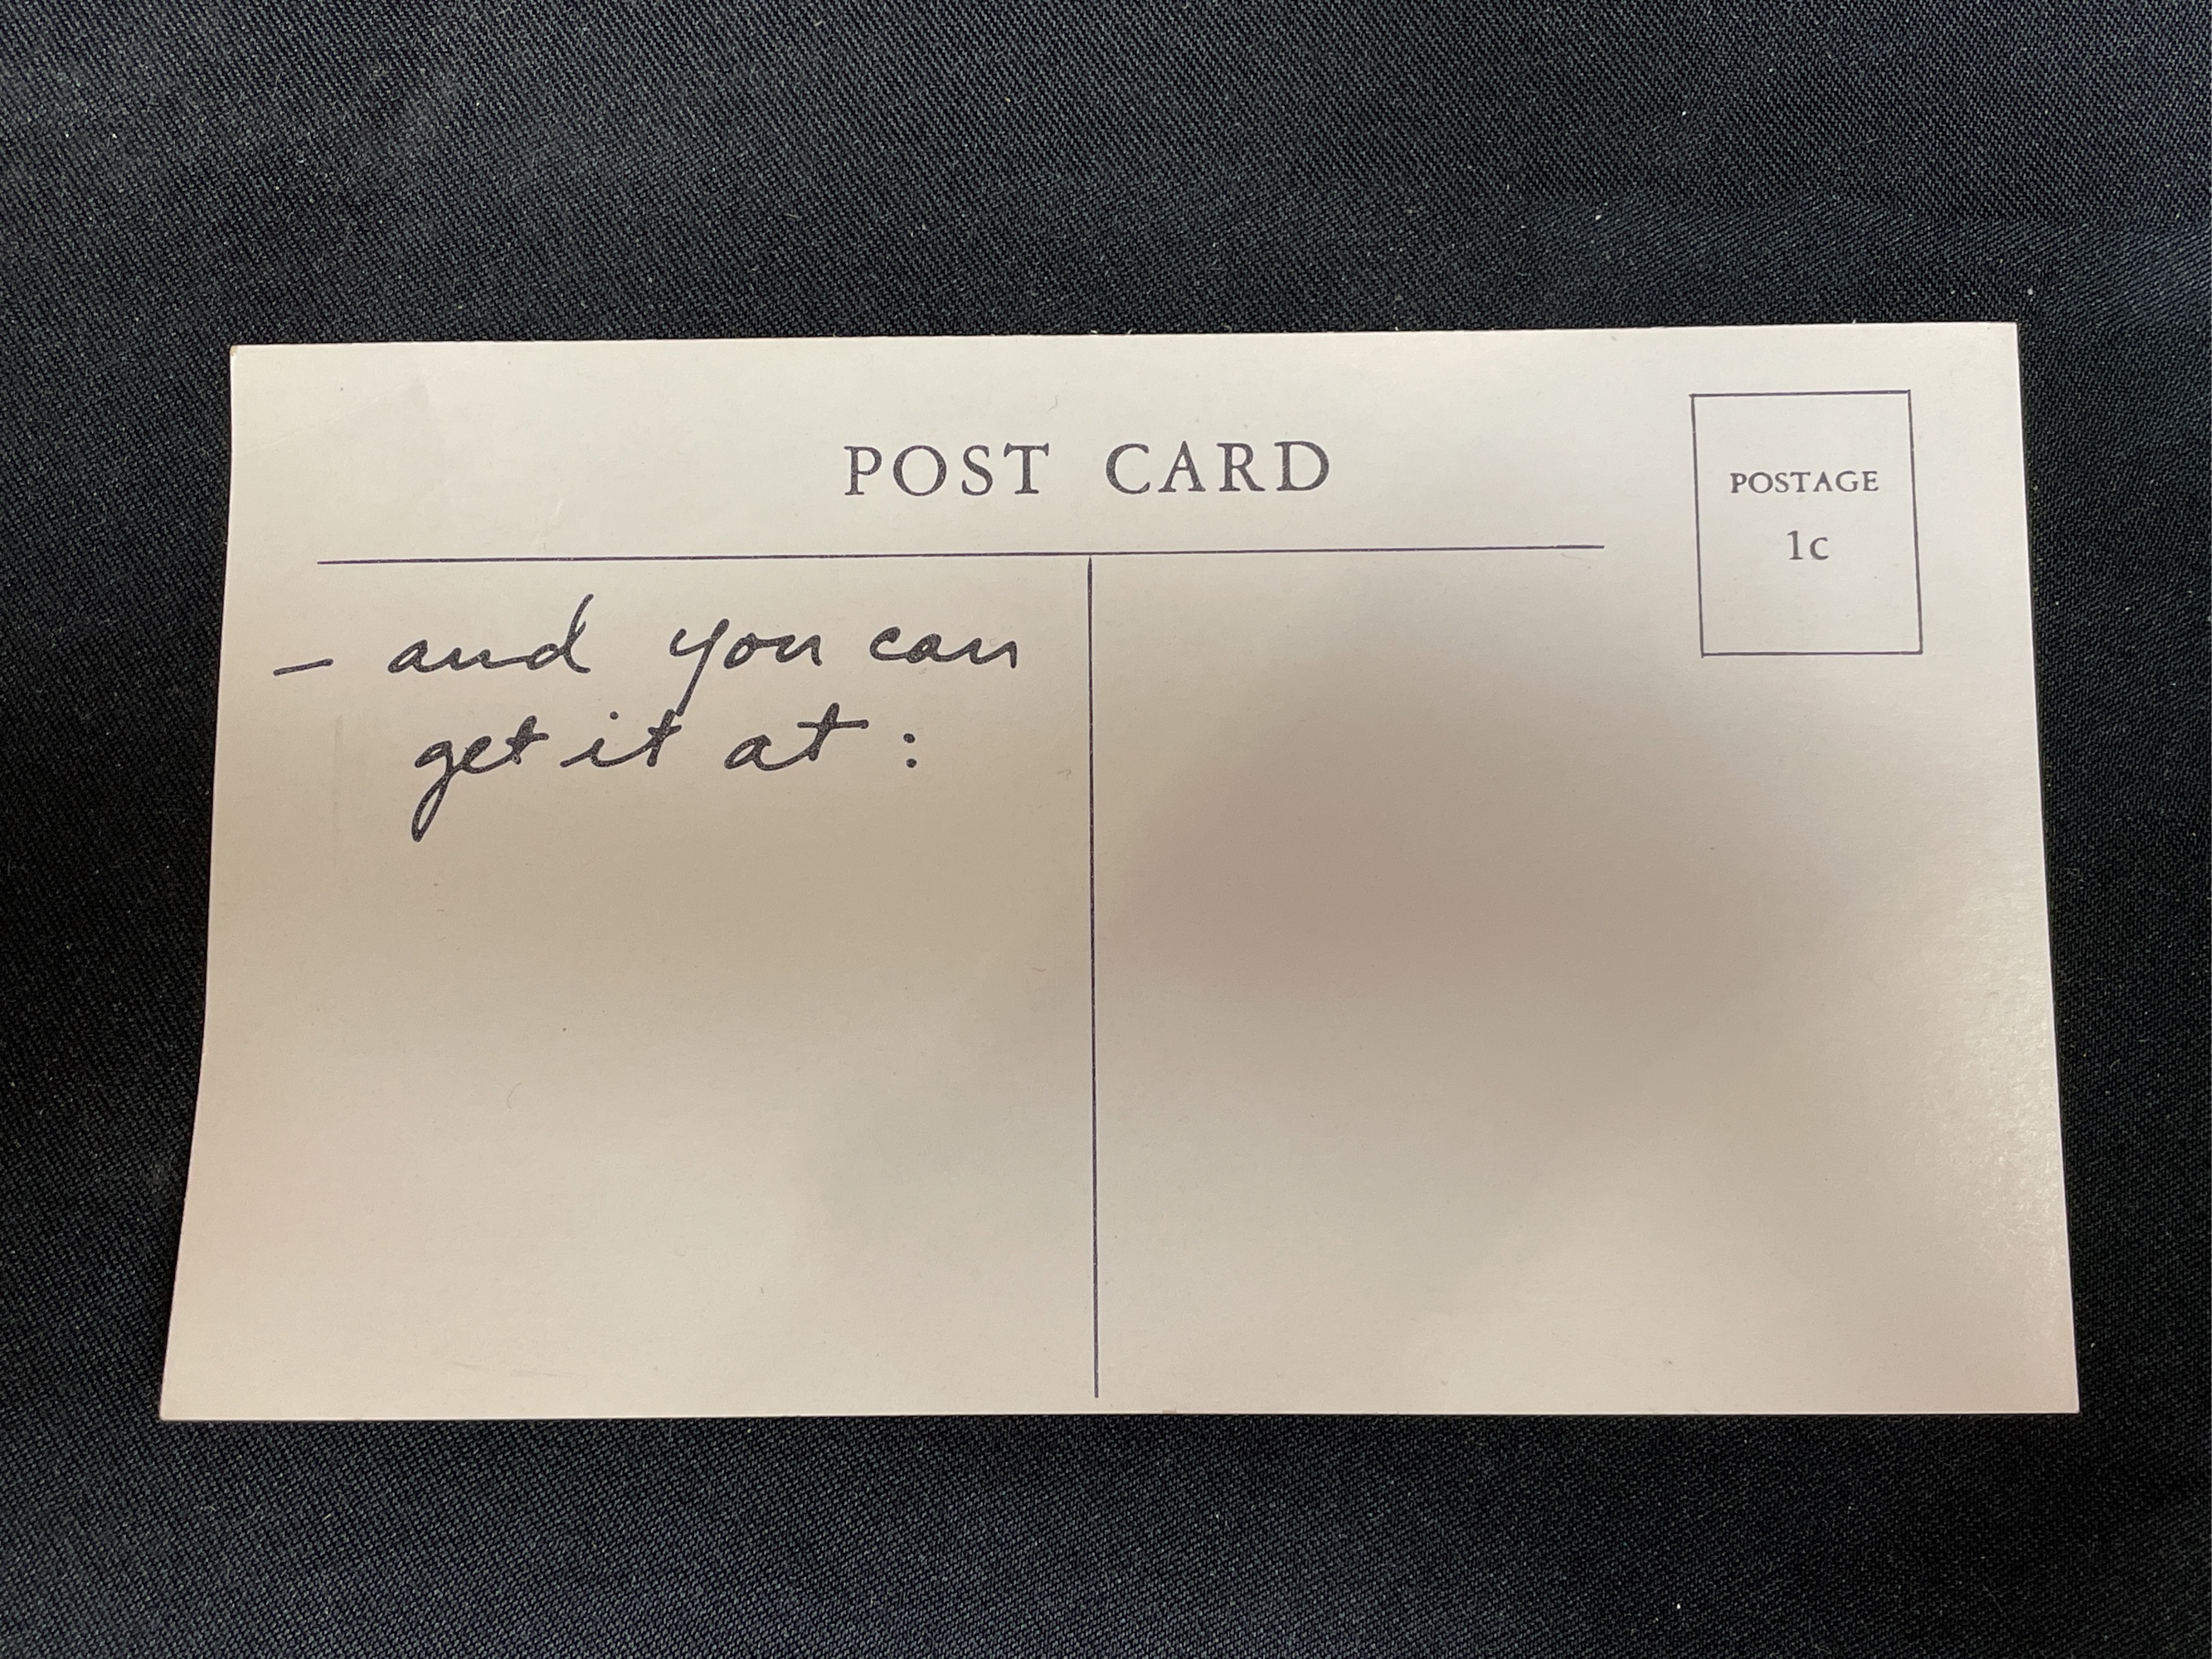 POST CARD
POSTAGE
1c
– and you can
get it at :